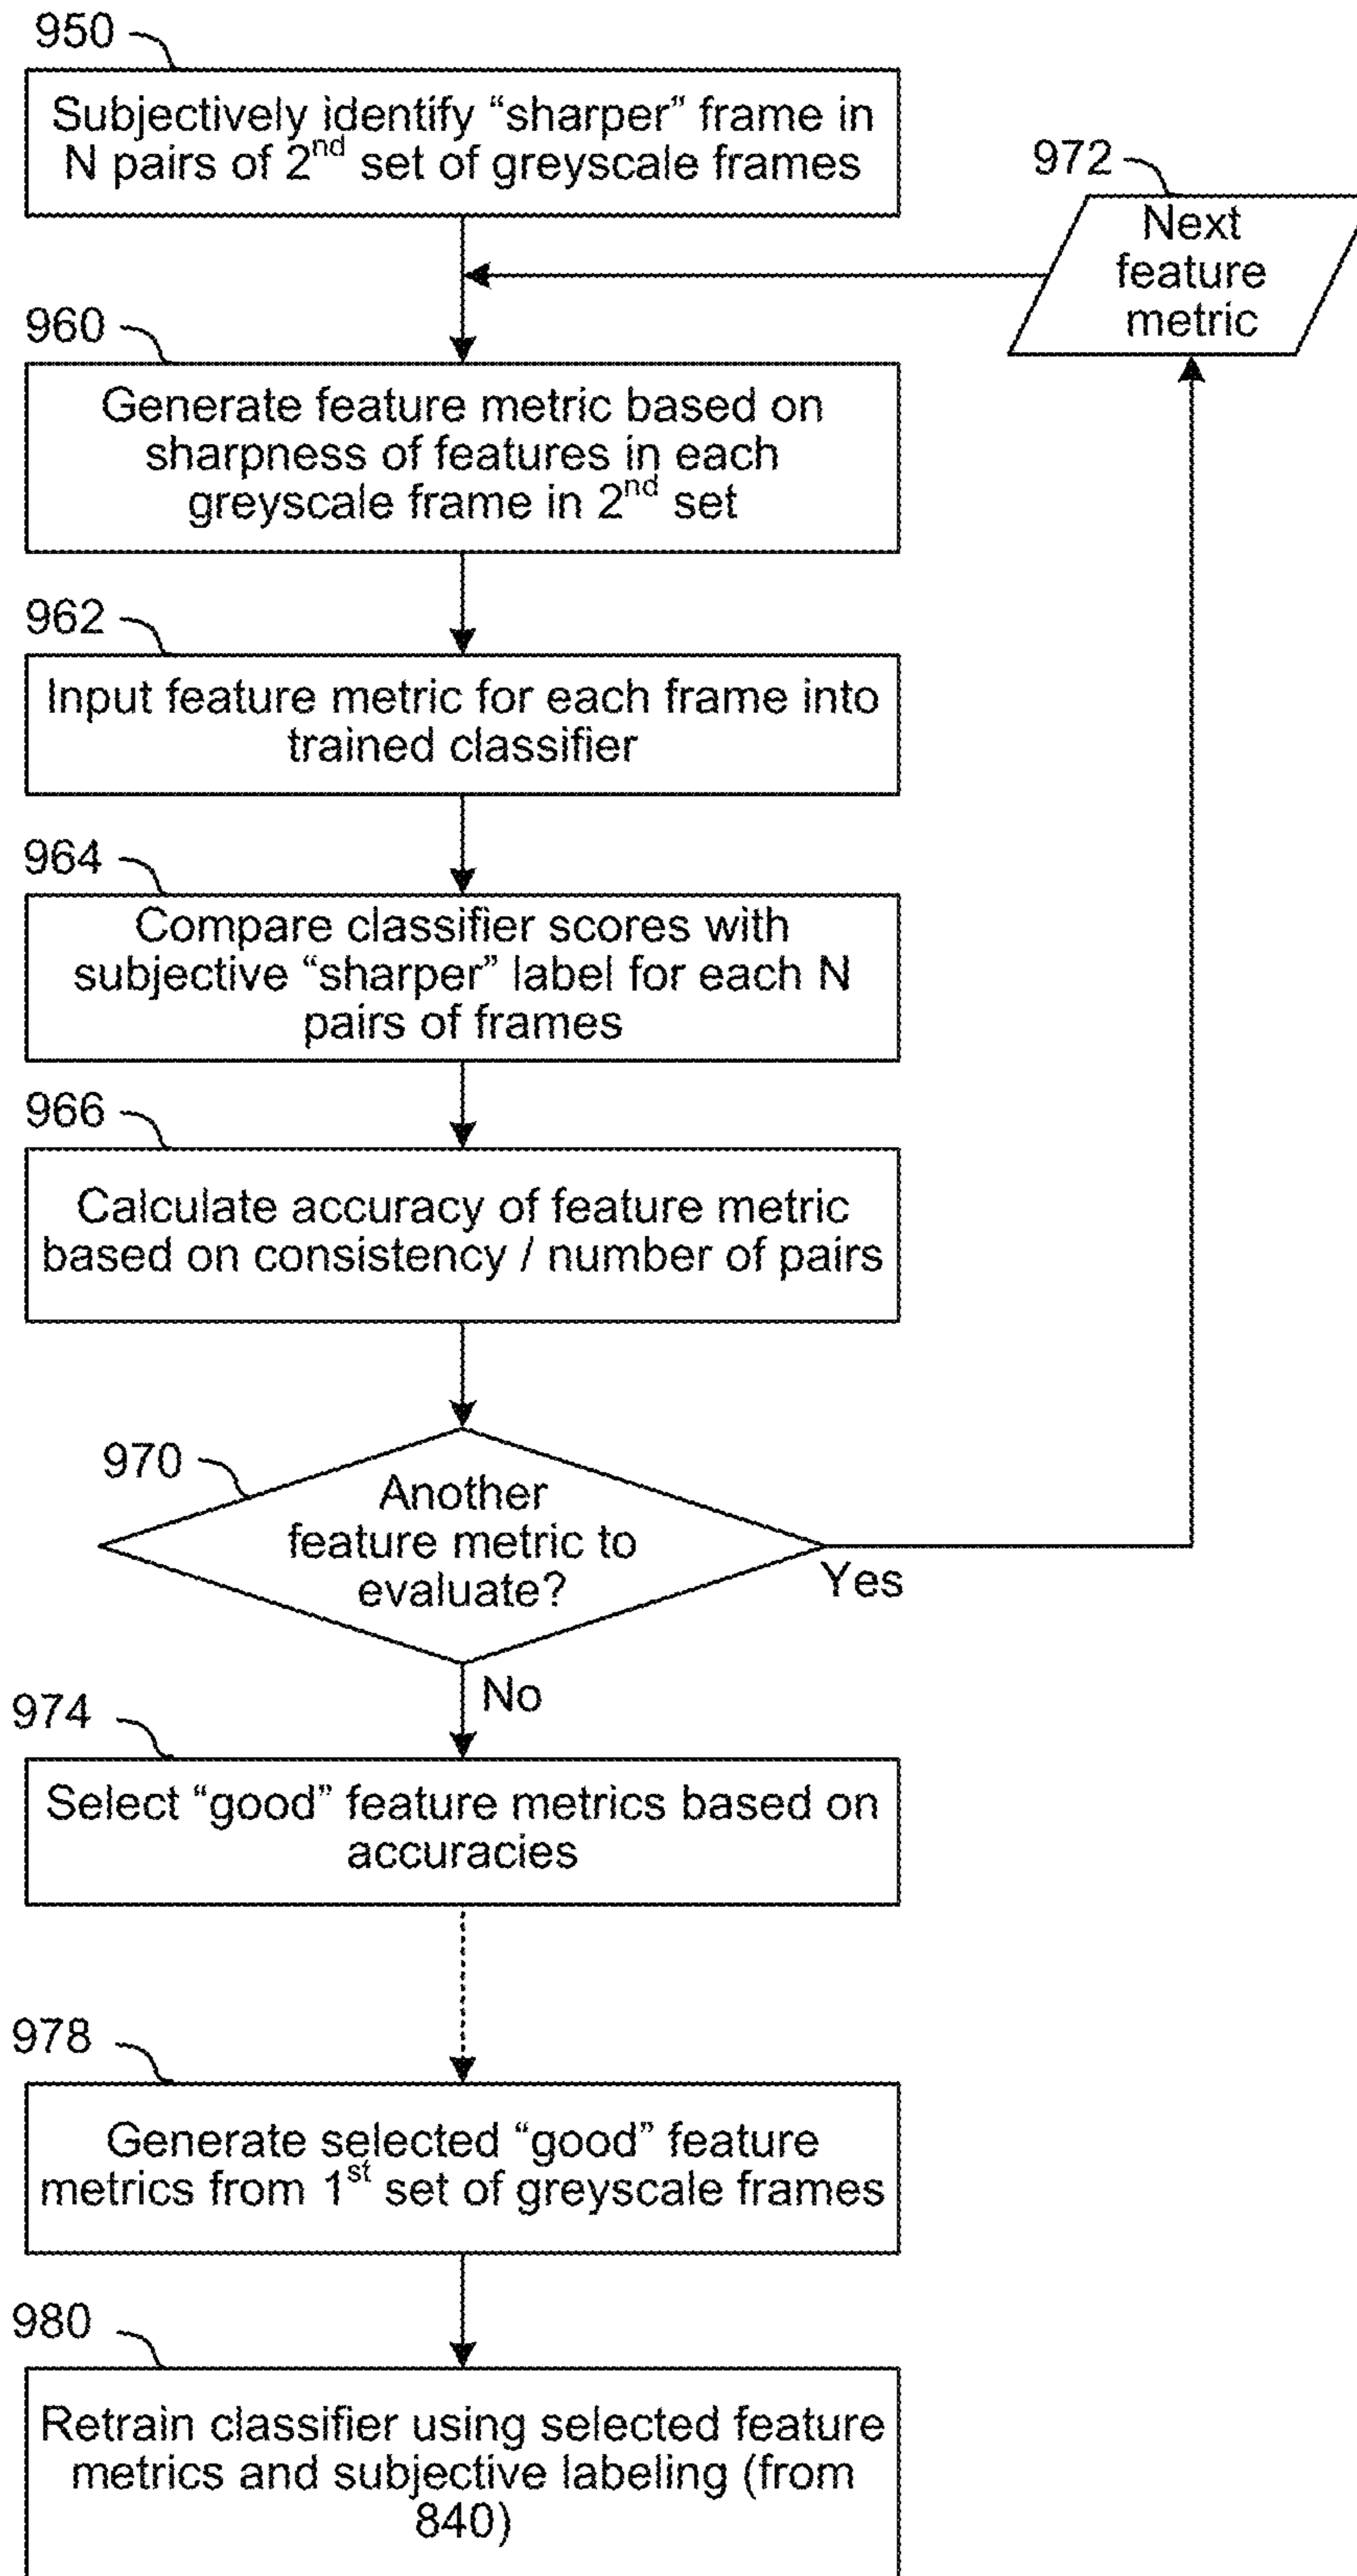 950
Subjectively identify “sharper” frame in
N pairs of 2nd set of greyscale frames
972
Next
feature
metric
960
Generate feature metric based on
sharpness of features in each
greyscale frame in 2nd set
962
Input feature metric for each frame into
trained classifier
964
Compare classifier scores with
subjective “sharper” label for each N
pairs of frames
966
Calculate accuracy of feature metric
based on consistency / number of pairs
970
Another
feature metric to
evaluate?
Yes
No
974
Select “good” feature metrics based on
accuracies
978
Generate selected “good” feature
metrics from 1st set of greyscale frames
980
Retrain classifier using selected feature
metrics and subjective labeling (from
840)